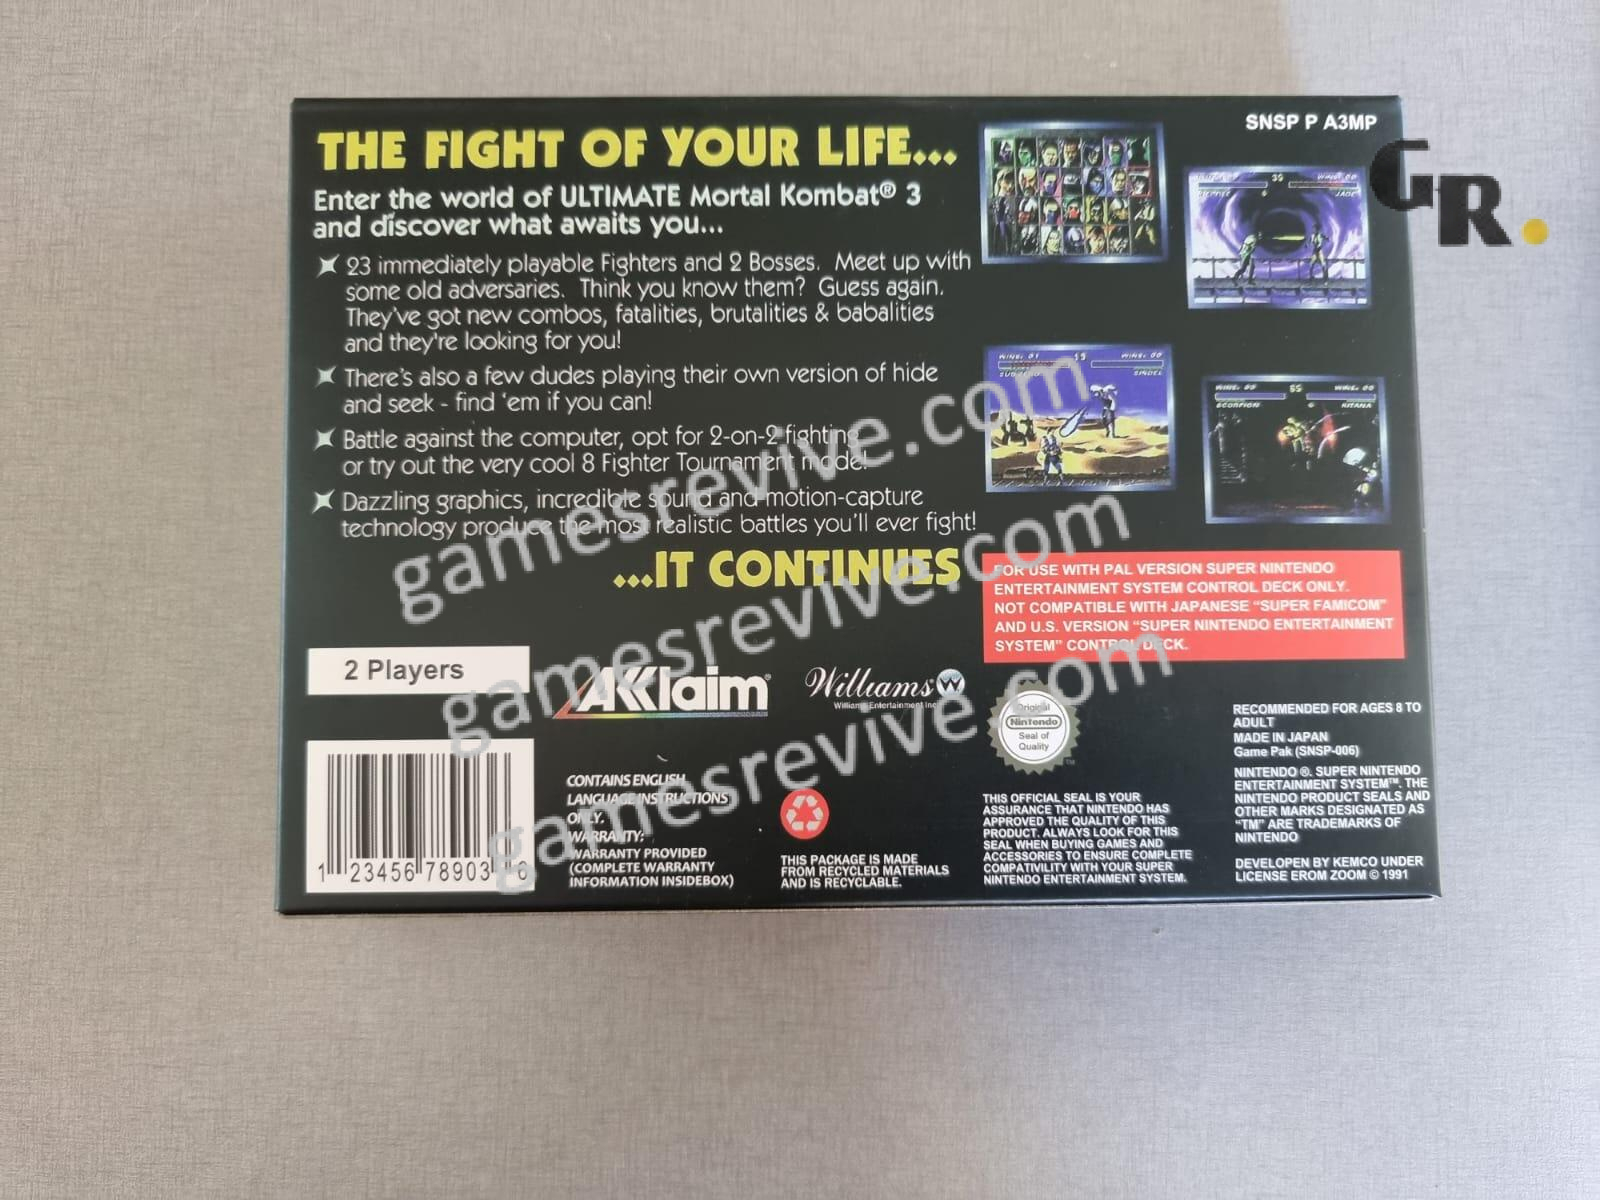 SNSP P A3MP
GR.
THE FIGHT OF YOUR LIFE...
Enter the world of ULTIMATE Mortal Kombat® 3
and discover what awaits you...
23 immediately playable Fighters and 2 Bosses. Meet up with
some old adversaries. Think you know them? Guess again.
They've got new combos, fatalities, brutalities & babalities
and they're looking for you!
There's also a few dudes playing their own version of hide
and seek - find 'em if you can!
Battle against the computer, opt for 2-on-2 fighting
or try out the very cool 8 Fighter Tournament mode!
Dazzling graphics, incredible sound and motion-capture
technology produce the most realistic battles you'll ever fight!
...IT CONTINUES
JADE
WINS: 01 15 WINS: 00
SINDEL
SCORPION KITANA
gamesrevive.com
gamesrevive.com
gamesrevive.com
FOR USE WITH PAL VERSION SUPER NINTENDO
ENTERTAINMENT SYSTEM CONTROL DECK ONLY.
NOT COMPATIBLE WITH JAPANESE "SUPER FAMICOM"
AND U.S. VERSION "SUPER NINTENDO ENTERTAINMENT
SYSTEM" CONTROL DECK.
2 Players
AKKlaim®
Williams®
Williams Entertainment Inc.
Original
Nintendo
Seal of
Quality
TM
RECOMMENDED FOR AGES 8 TO
ADULT
MADE IN JAPAN
Game Pak (SNSP-006)
NINTENDO ®. SUPER NINTENDO
ENTERTAINMENT SYSTEM™. THE
NINTENDO PRODUCT SEALS AND
OTHER MARKS DESIGNATED AS
"TM" ARE TRADEMARKS OF
NINTENDO
DEVELOPEN BY KEMCO UNDER
LICENSE EROM ZOOM © 1991
CONTAINS ENGLISH
LANGUAGE INSTRUCTIONS
ONLY.
WARRANTY:
WARRANTY PROVIDED
(COMPLETE WARRANTY
INFORMATION INSIDEBOX)
THIS PACKAGE IS MADE
FROM RECYCLED MATERIALS
AND IS RECYCLABLE.
THIS OFFICIAL SEAL IS YOUR
ASSURANCE THAT NINTENDO HAS
APPROVED THE QUALITY OF THIS
PRODUCT. ALWAYS LOOK FOR THIS
SEAL WHEN BUYING GAMES AND
ACCESSORIES TO ENSURE COMPLETE
COMPATIVILITY WITH YOUR SUPER
NINTENDO ENTERTAINMENT SYSTEM.
1 23456 78903